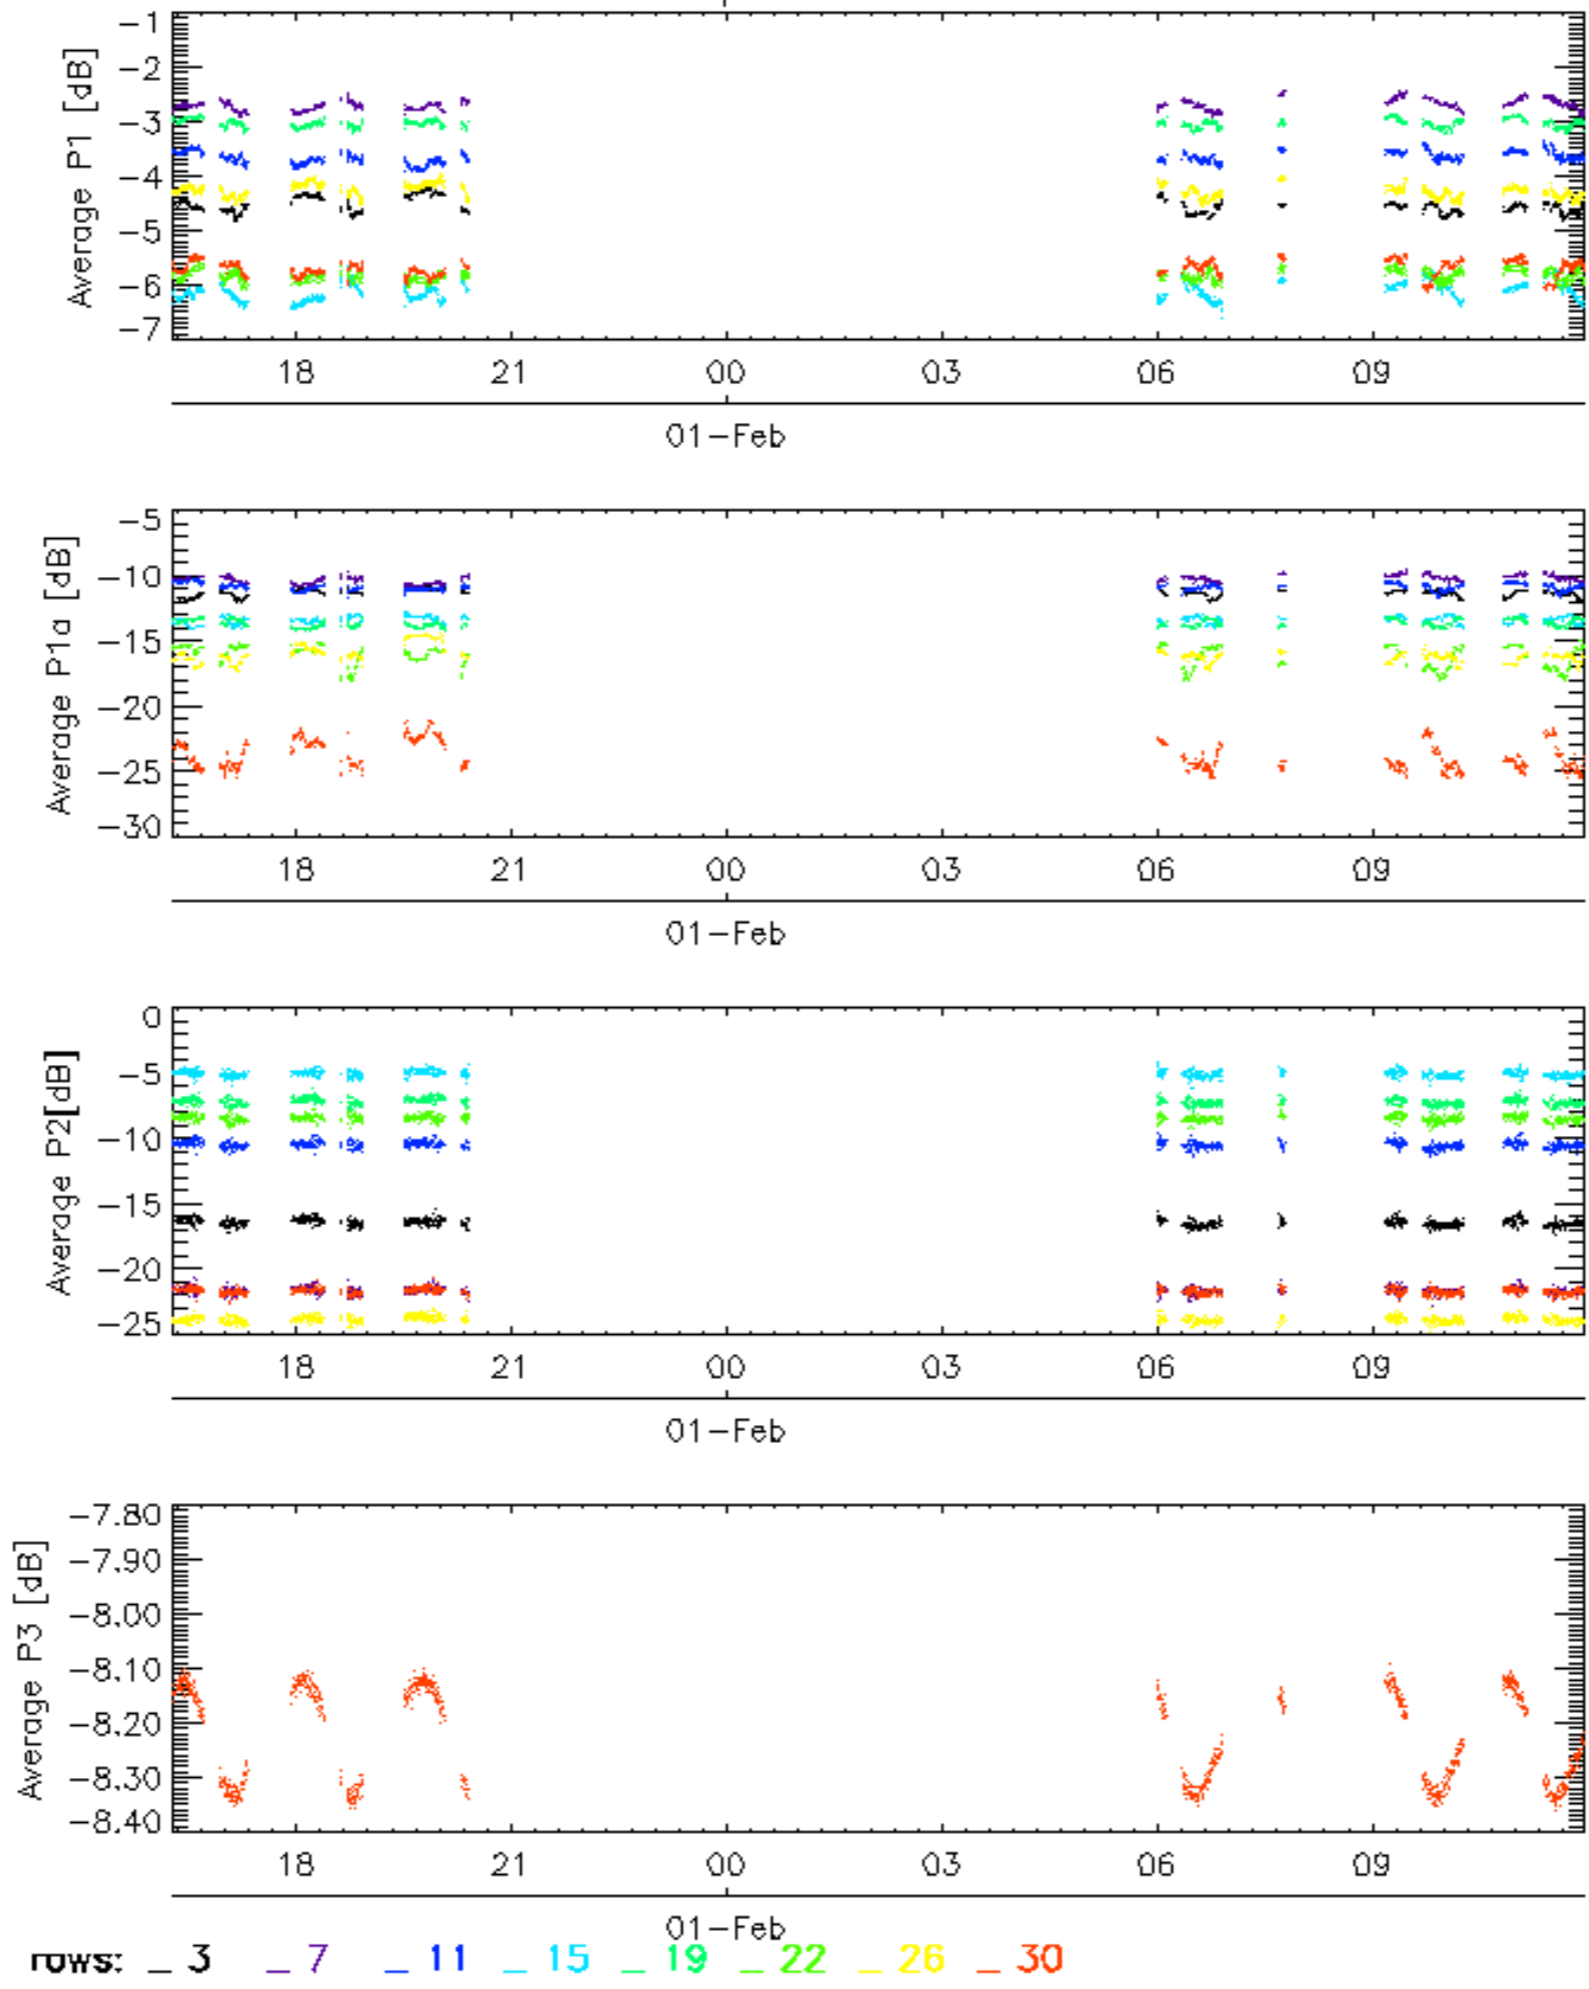 Average P1 [dB]
-1
-2
-3
-4
-5
-6
-7
18 21 00 03 06 09
01-Feb
Average P1a [dB]
-5
-10
-15
-20
-25
-30
18 21 00 03 06 09
01-Feb
Average P2[dB]
0
-5
-10
-15
-20
-25
18 21 00 03 06 09
01-Feb
Average P3 [dB]
-7.80
-7.90
-8.00
-8.10
-8.20
-8.30
-8.40
18 21 00 03 06 09
01-Feb
rows: _ 3 _ 7 _ 11 _ 15 _ 19 _ 22 _ 26 _ 30